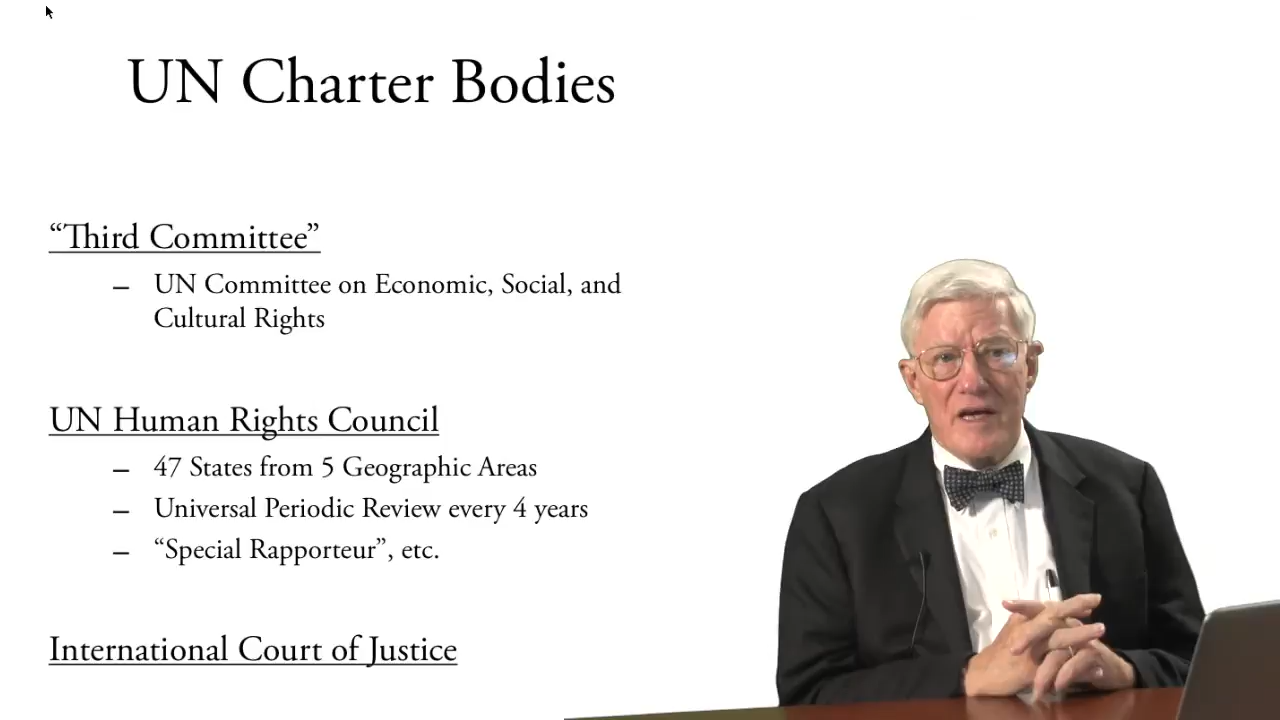 UN Charter Bodies
“Third Committee”
– UN Committee on Economic, Social, and
Cultural Rights
UN Human Rights Council
– 47 States from 5 Geographic Areas
– Universal Periodic Review every 4 years
– “Special Rapporteur”, etc.
International Court of Justice